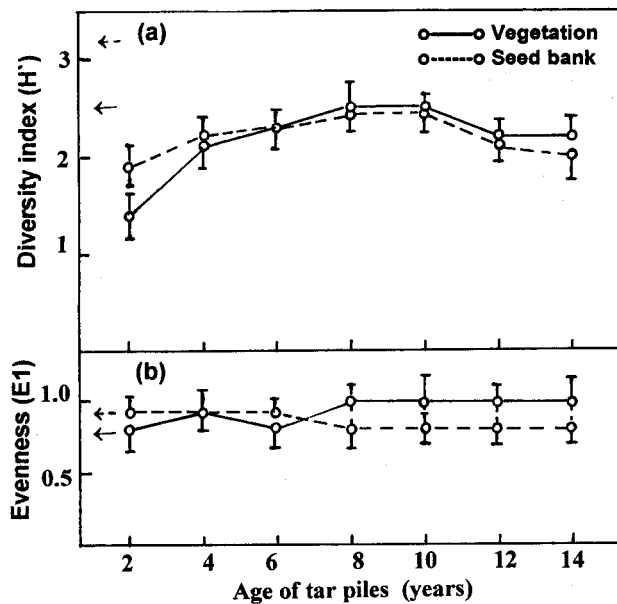 (a)
Vegetation
Seed bank
Diversity index (H`)
3
2
1
(b)
Evenness (E1)
1.0
0.5
2 4 6 8 10 12 14
Age of tar piles (years)